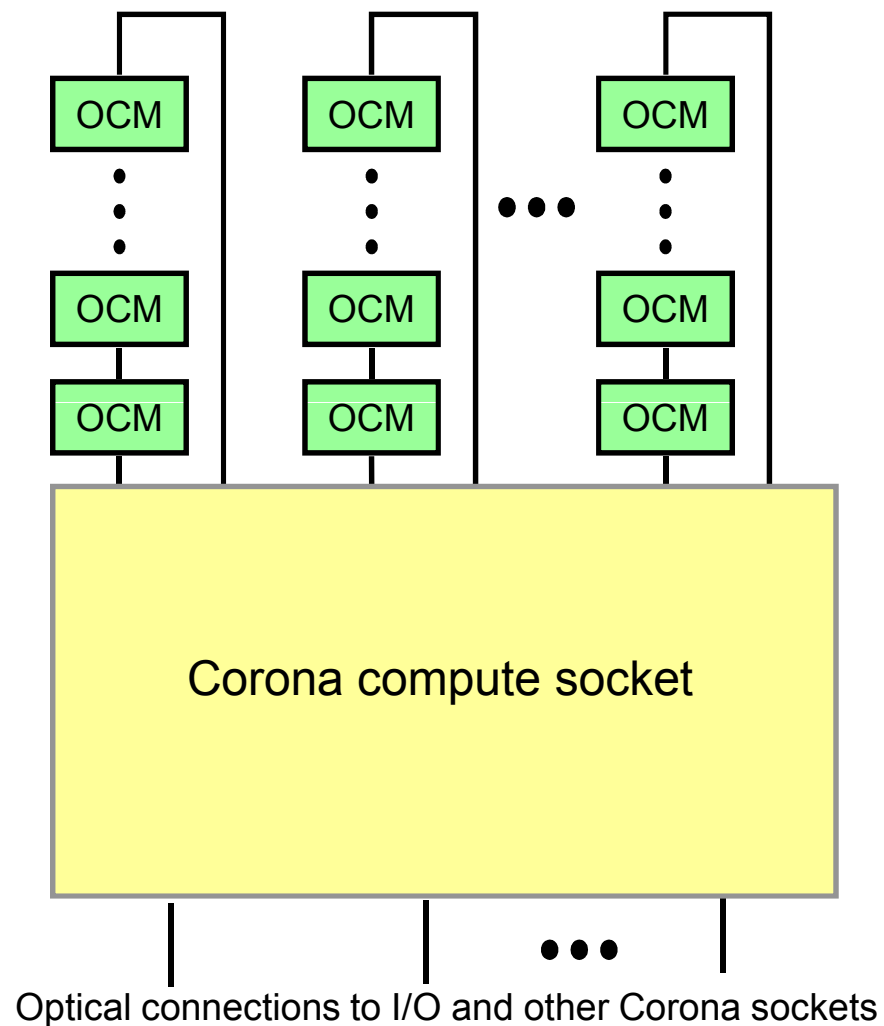 OCM OCM OCM
OCM OCM OCM
OCM OCM OCM
Corona compute socket
Optical connections to I/O and other Corona sockets